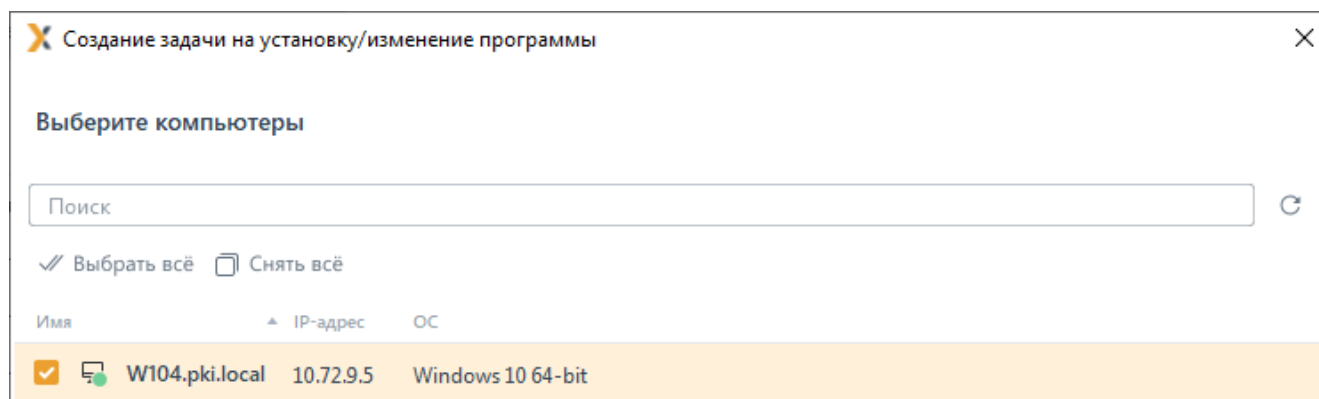 Создание задачи на установку/изменение программы
Выберите компьютеры
Поиск
Выбрать всё Снять всё
Имя IP-адрес ОС
W104.pki.local 10.72.9.5 Windows 10 64-bit